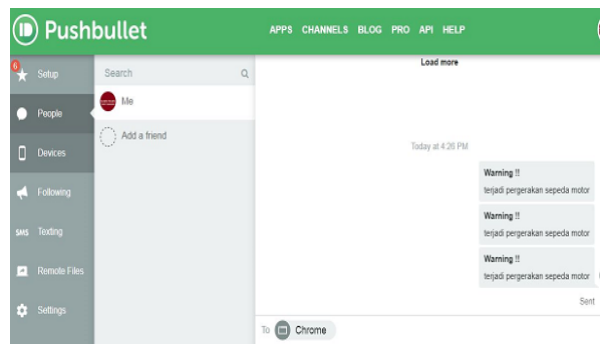 Pushbullet
APPS CHANNELS BLOG PRO API HELP
6
Setup
People
Devices
Following
SMS Texting
Remote Files
Settings
Search
Me
Add a friend
Load more
Today at 4:26 PM
Warning !!
terjadi pergerakan sepeda motor
Warning !!
terjadi pergerakan sepeda motor
Warning !!
terjadi pergerakan sepeda motor
Sent
To Chrome